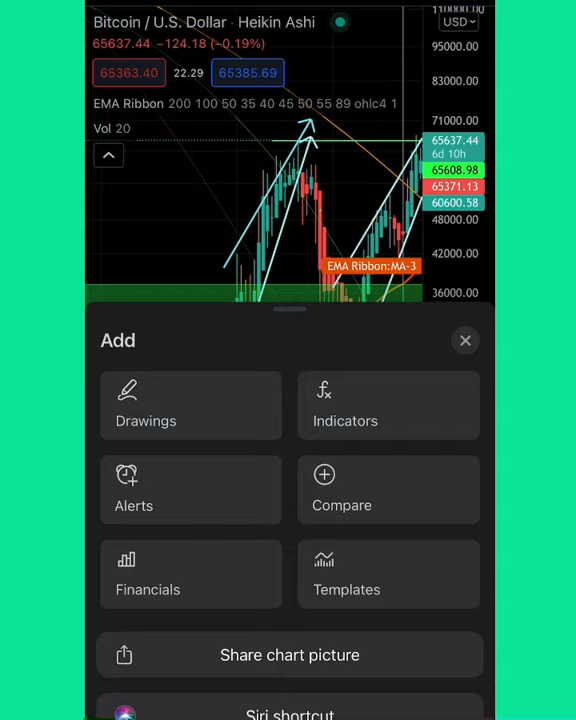 Bitcoin / U.S. Dollar · Heikin Ashi
USD
110000.00
65637.44 −124.18 (−0.19%)
95000.00
65363.40 22.29 65385.69
83000.00
EMA Ribbon 200 100 50 35 40 45 50 55 89 ohlc4 1
71000.00
Vol 20
65637.44
6d 10h
65608.98
65371.13
60600.58
48000.00
42000.00
EMA Ribbon:MA-3
36000.00
Add
Drawings
Indicators
Alerts
Compare
Financials
Templates
Share chart picture
Siri shortcut